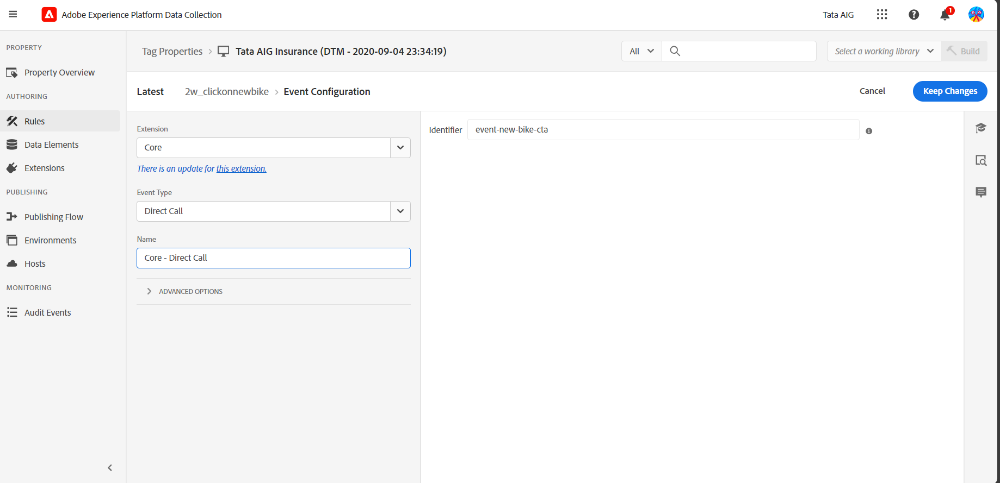 Adobe Experience Platform Data Collection
Tata AIG
1
PROPERTY
Property Overview
AUTHORING
Rules
Data Elements
Extensions
PUBLISHING
Publishing Flow
Environments
Hosts
MONITORING
Audit Events
Tag Properties > Tata AIG Insurance (DTM - 2020-09-04 23:34:19)
All
Select a working library
Build
Latest
2w_clickonnewbike > Event Configuration
Cancel
Keep Changes
Extension
Core
There is an update for this extension.
Event Type
Direct Call
Name
Core - Direct Call
ADVANCED OPTIONS
Identifier
event-new-bike-cta